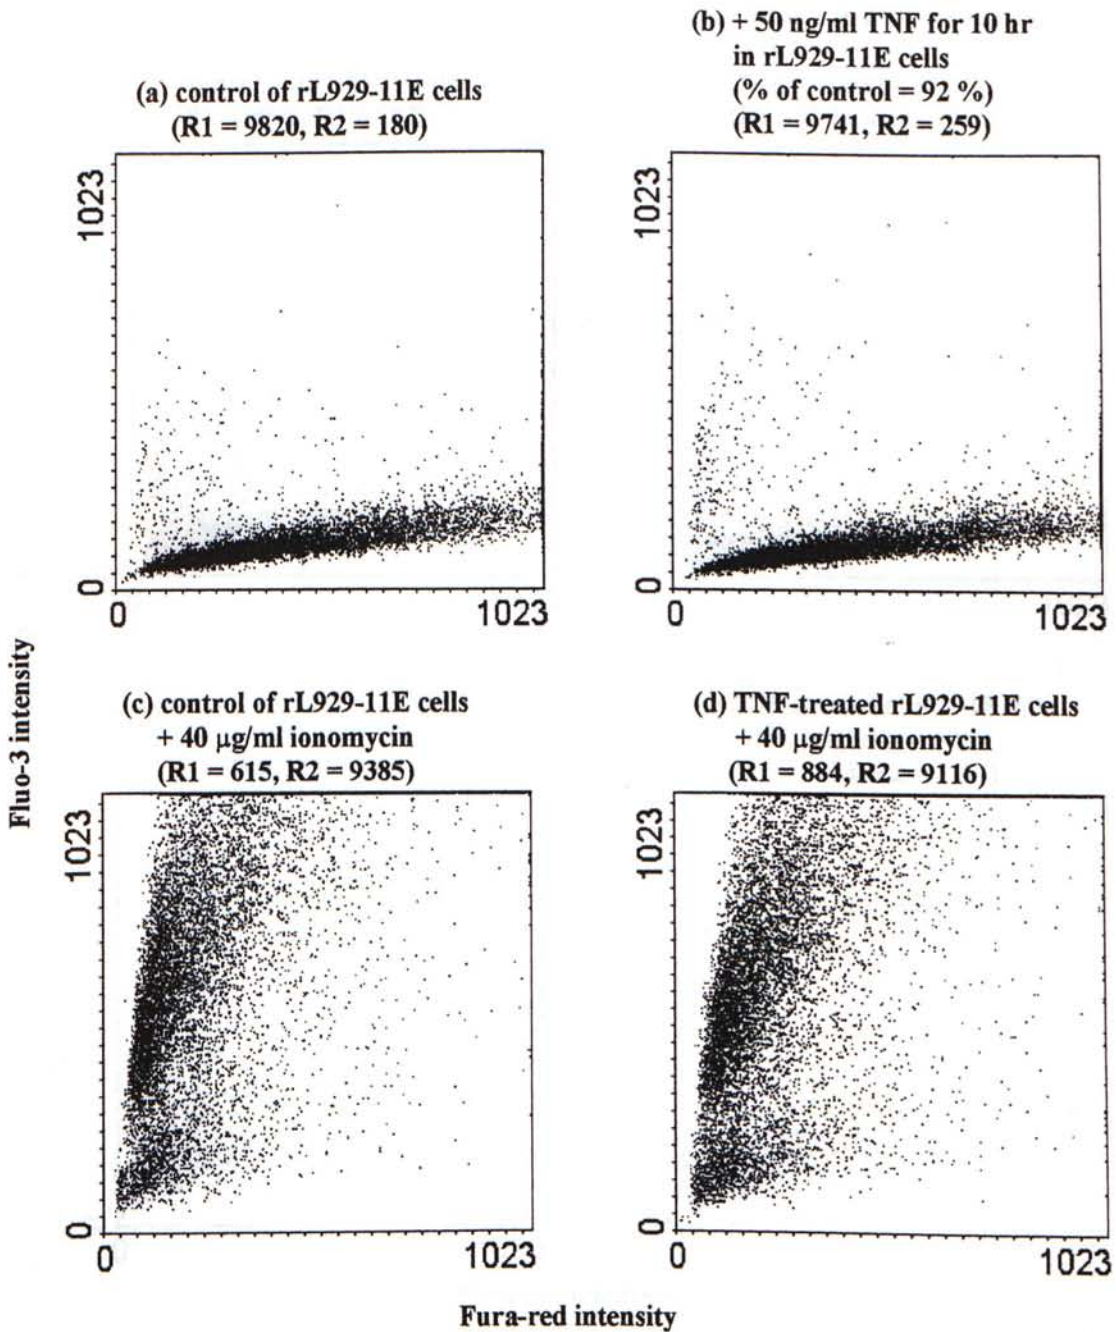 (a) control of rL929-11E cells
(R1 = 9820, R2 = 180)
(b) + 50 ng/ml TNF for 10 hr
in rL929-11E cells
(% of control = 92 %)
(R1 = 9741, R2 = 259)
1023
0
0
1023
1023
0
0
1023
(c) control of rL929-11E cells
+ 40 µg/ml ionomycin
(R1 = 615, R2 = 9385)
(d) TNF-treated rL929-11E cells
+ 40 µg/ml ionomycin
(R1 = 884, R2 = 9116)
Fluo-3 intensity
1023
0
0
1023
1023
0
0
1023
Fura-red intensity